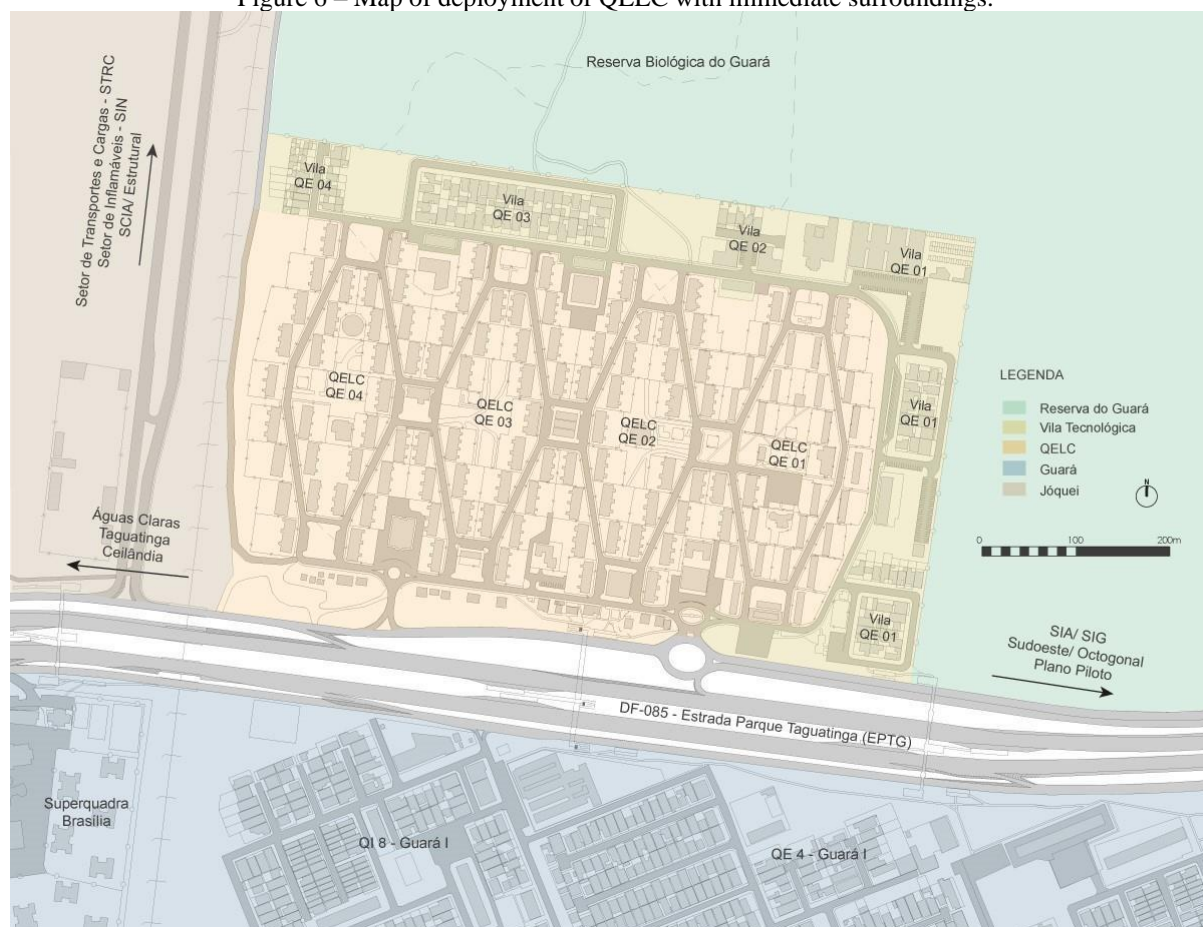 Figure 6 – Map of deployment of QELC with immediate surroundings.
Reserva Biológica do Guará
Setor de Transportes e Cargas - STRC
Setor de Inflamáveis - SIN
SCIA/ Estrutural
Vila
QE 04
Vila
QE 03
Vila
QE 02
Vila
QE 01
QELC
QE 04
QELC
QE 03
QELC
QE 02
QELC
QE 01
Vila
QE 01
LEGENDA
Reserva do Guará
Vila Tecnológica
QELC
Guará
Jóquei
N
0
100
200m
Águas Claras
Taguatinga
Ceilândia
Vila
QE 01
SIA/ SIG
Sudoeste/ Octogonal
Plano Piloto
DF-085 - Estrada Parque Taguatinga (EPTG)
Superquadra
Brasília
QI 8 - Guará I
QE 4 - Guará I